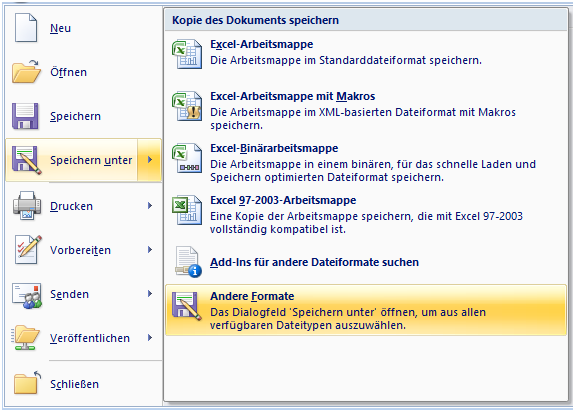 Neu
Öffnen
Speichern
Speichern unter
Drucken
Vorbereiten
Senden
Veröffentlichen
Schließen
Kopie des Dokuments speichern
Excel-Arbeitsmappe
Die Arbeitsmappe im Standarddateiformat speichern.
Excel-Arbeitsmappe mit Makros
Die Arbeitsmappe im XML-basierten Dateiformat mit Makros
speichern.
Excel-Binärarbeitsmappe
Die Arbeitsmappe in einem binären, für das schnelle Laden und
Speichern optimierten Dateiformat speichern.
Excel 97-2003-Arbeitsmappe
Eine Kopie der Arbeitsmappe speichern, die mit Excel 97-2003
vollständig kompatibel ist.
Add-Ins für andere Dateiformate suchen
Andere Formate
Das Dialogfeld 'Speichern unter' öffnen, um aus allen
verfügbaren Dateitypen auszuwählen.